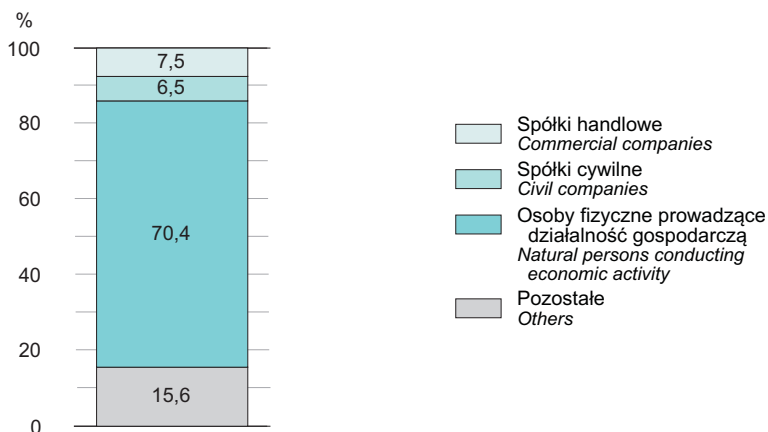 %
100
80
60
40
20
0
7,5
6,5
70,4
15,6
Spółki handlowe
Commercial companies
Spółki cywilne
Civil companies
Osoby fizyczne prowadzące
działalność gospodarczą
Natural persons conducting
economic activity
Pozostałe
Others